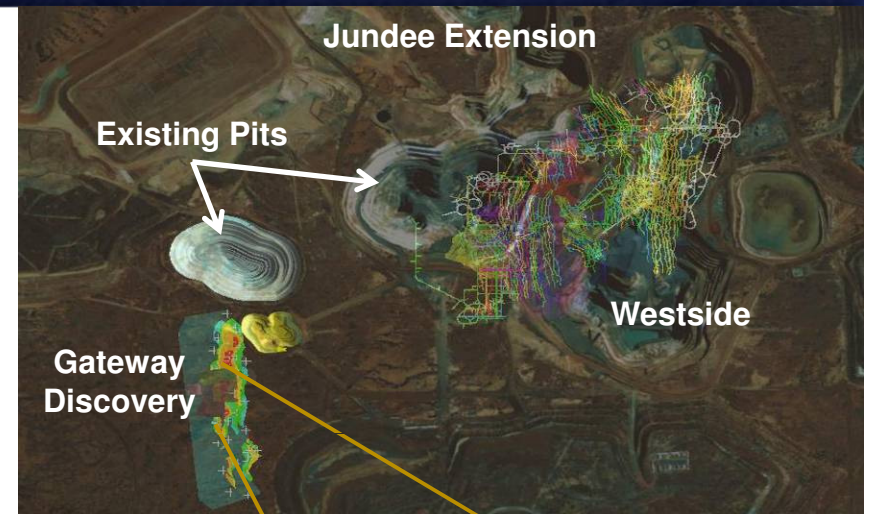 Jundee Extension
Existing Pits
Westside
Gateway
Discovery